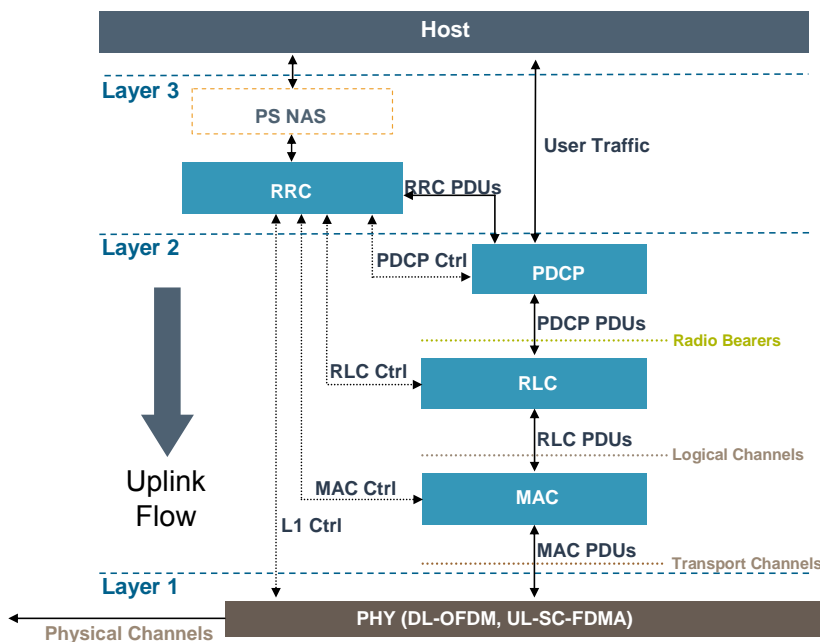 Host
Layer 3
PS NAS
User Traffic
RRC
RRC PDUs
Layer 2
PDCP Ctrl
PDCP
PDCP PDUs
Radio Bearers
RLC Ctrl
RLC
RLC PDUs
Logical Channels
Uplink
Flow
MAC Ctrl
MAC
L1 Ctrl
MAC PDUs
Transport Channels
Layer 1
PHY (DL-OFDM, UL-SC-FDMA)
Physical Channels